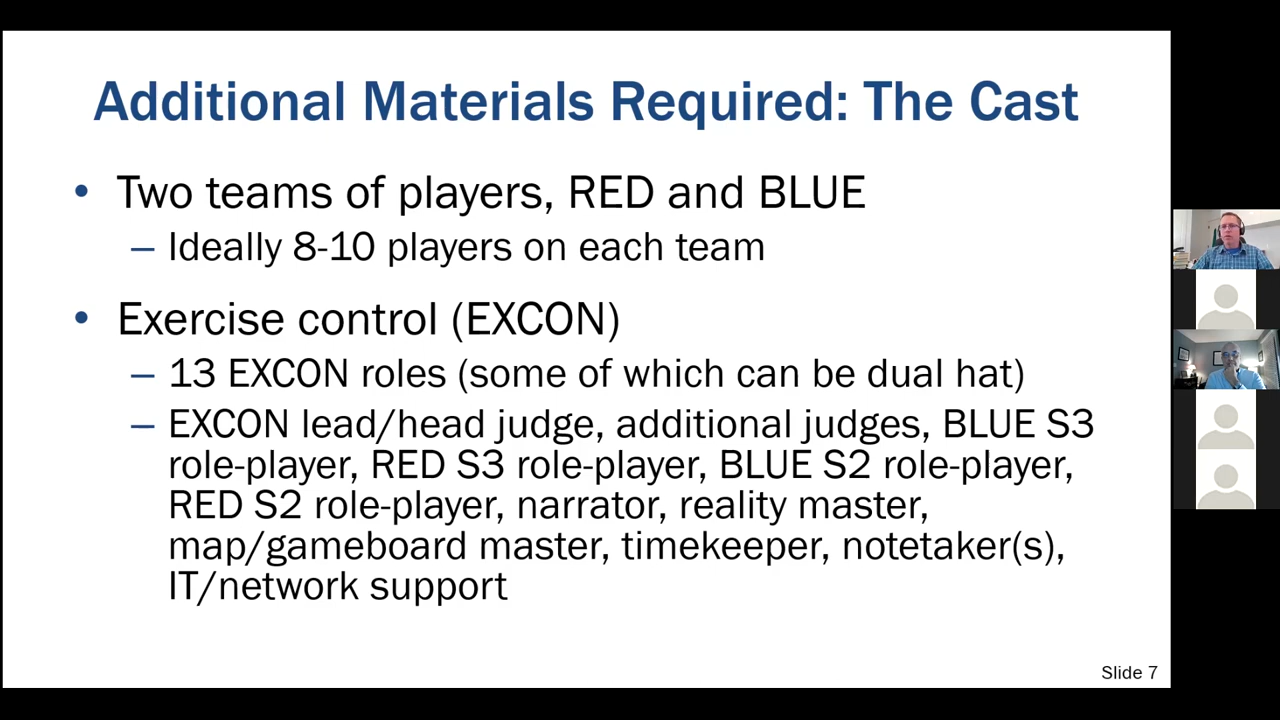 Additional Materials Required: The Cast
• Two teams of players, RED and BLUE
– Ideally 8-10 players on each team
• Exercise control (EXCON)
– 13 EXCON roles (some of which can be dual hat)
– EXCON lead/head judge, additional judges, BLUE S3
role-player, RED S3 role-player, BLUE S2 role-player,
RED S2 role-player, narrator, reality master,
map/gameboard master, timekeeper, notetaker(s),
IT/network support
Slide 7